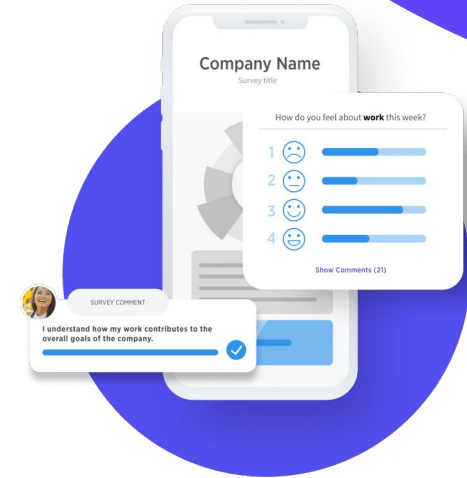 Company Name
Survey title
How do you feel about work this week?
1
2
3
4
Show Comments (21)
SURVEY COMMENT
I understand how my work contributes to the
overall goals of the company.